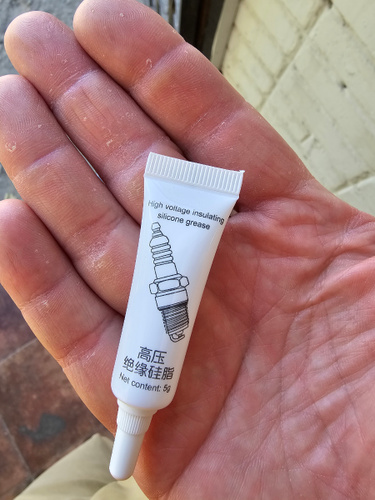 High voltage insulating
silicone grease
高压
绝缘硅脂
Net content: 5g